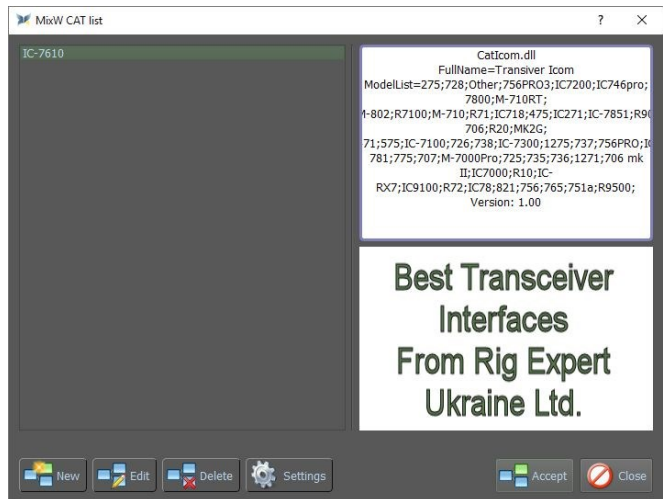 MixW CAT list
IC-7610
CatIcom.dll
FullName=Transiver Icom
ModelList=275;728;Other;756PRO3;IC7200;IC746pro;
7800;M-710RT;
-802;R7100;M-710;R71;IC718;475;IC271;IC-7851;R9
706;R20;MK2G;
71;575;IC-7100;726;738;IC-7300;1275;737;756PRO;I
781;775;707;M-7000Pro;725;735;736;1271;706 mk
II;IC7000;R10;IC-
RX7;IC9100;R72;IC78;821;756;765;751a;R9500;
Version: 1.00
Best Transceiver
Interfaces
From Rig Expert
Ukraine Ltd.
New Edit Delete Settings Accept Close